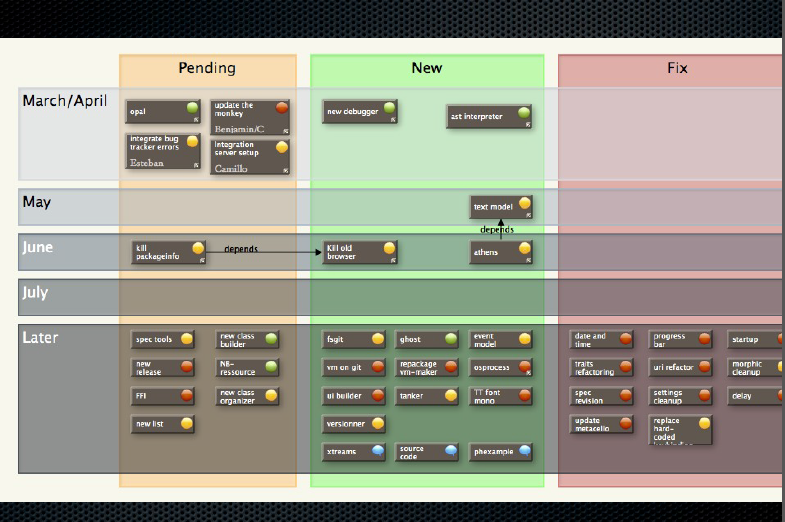 Pending
New
Fix
March/April
opal
update the
monkey
Benjamin/C
new debugger
ast interpreter
integrate bug
tracker errors
Esteban
Integration
server setup
Camillo
May
text model
depends
June
kill
packageinfo
depends
Kill old
browser
athens
July
Later
spec tools
new class
builder
fsgit
ghost
event
model
date and
time
progress
bar
startup
new
release
NB-
ressource
vm on git
repackage
vm-maker
osprocess
traits
refactoring
uri refactor
morphic
cleanup
FFI
new class
organizer
ui builder
tanker
TT font
mono
spec
revision
settings
cleanup
delay
new list
versionner
update
metacello
replace
hard-
coded
xtreams
source
code
phexample